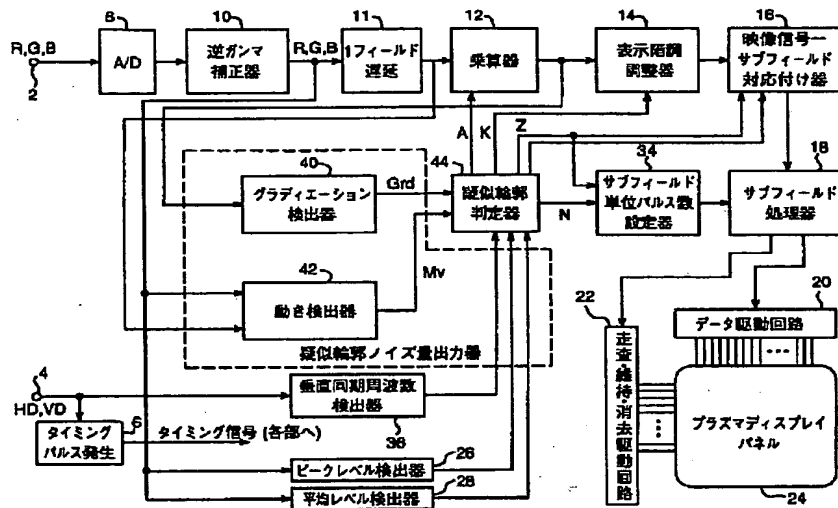 R,G,B
2
8
A/D
10
逆ガンマ
補正器
R,G,B
11
1フィールド
遅延
12
乗算器
14
表示階調
調整器
16
映像信号ー
サブフィールド
対応付け器
A
K
Z
40
グラディエーション
検出器
Grd
44
疑似輪郭
判定器
N
34
サブフィールド
単位パルス数
設定器
18
サブフィールド
処理器
42
動き検出器
Mv
疑似輪郭ノイズ量出力器
20
データ駆動回路
22
走査・維持・消去駆動回路
プラズマディスプレイ
パネル
24
4
HD,VD
垂直同期周波数
検出器
36
6
タイミング
パルス発生
タイミング信号 (各部へ)
ピークレベル検出器
26
平均レベル検出器
28